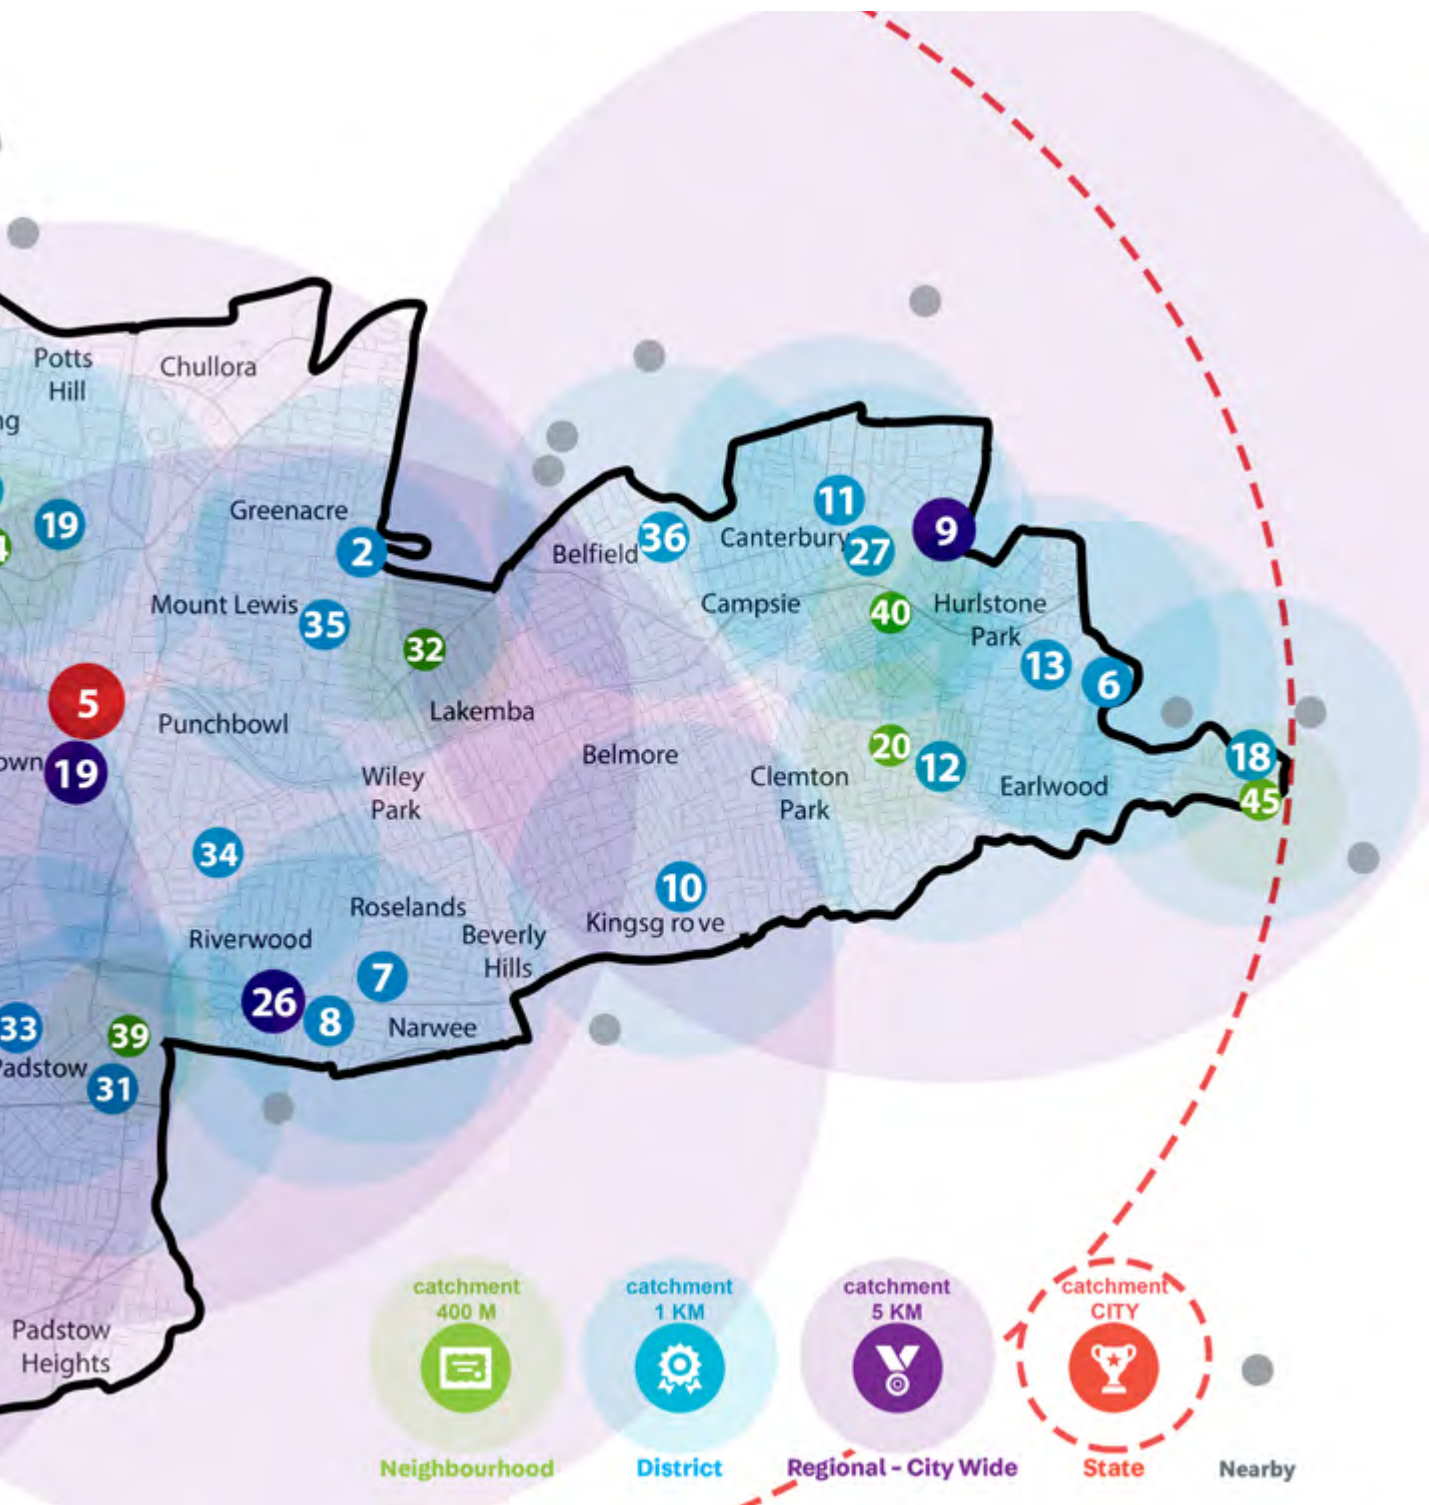 Potts
Hill
Chullora
ng
Greenacre
19
2
11
9
36
Canterbury
27
Belfield
4
Mount Lewis
35
Campsie
40
Hurlstone
Park
32
13
6
5
Lakemba
Punchbowl
own
19
Belmore
20
12
18
Wiley
Park
Clemton
Park
Earlwood
45
34
10
Roselands
Kingsg ro ve
Riverwood
Beverly
Hills
7
26
8
Narwee
33
39
Padstow
31
Padstow
Heights
catchment
400 M
catchment
1 KM
catchment
5 KM
catchment
CITY
Neighbourhood
District
Regional - City Wide
State
Nearby